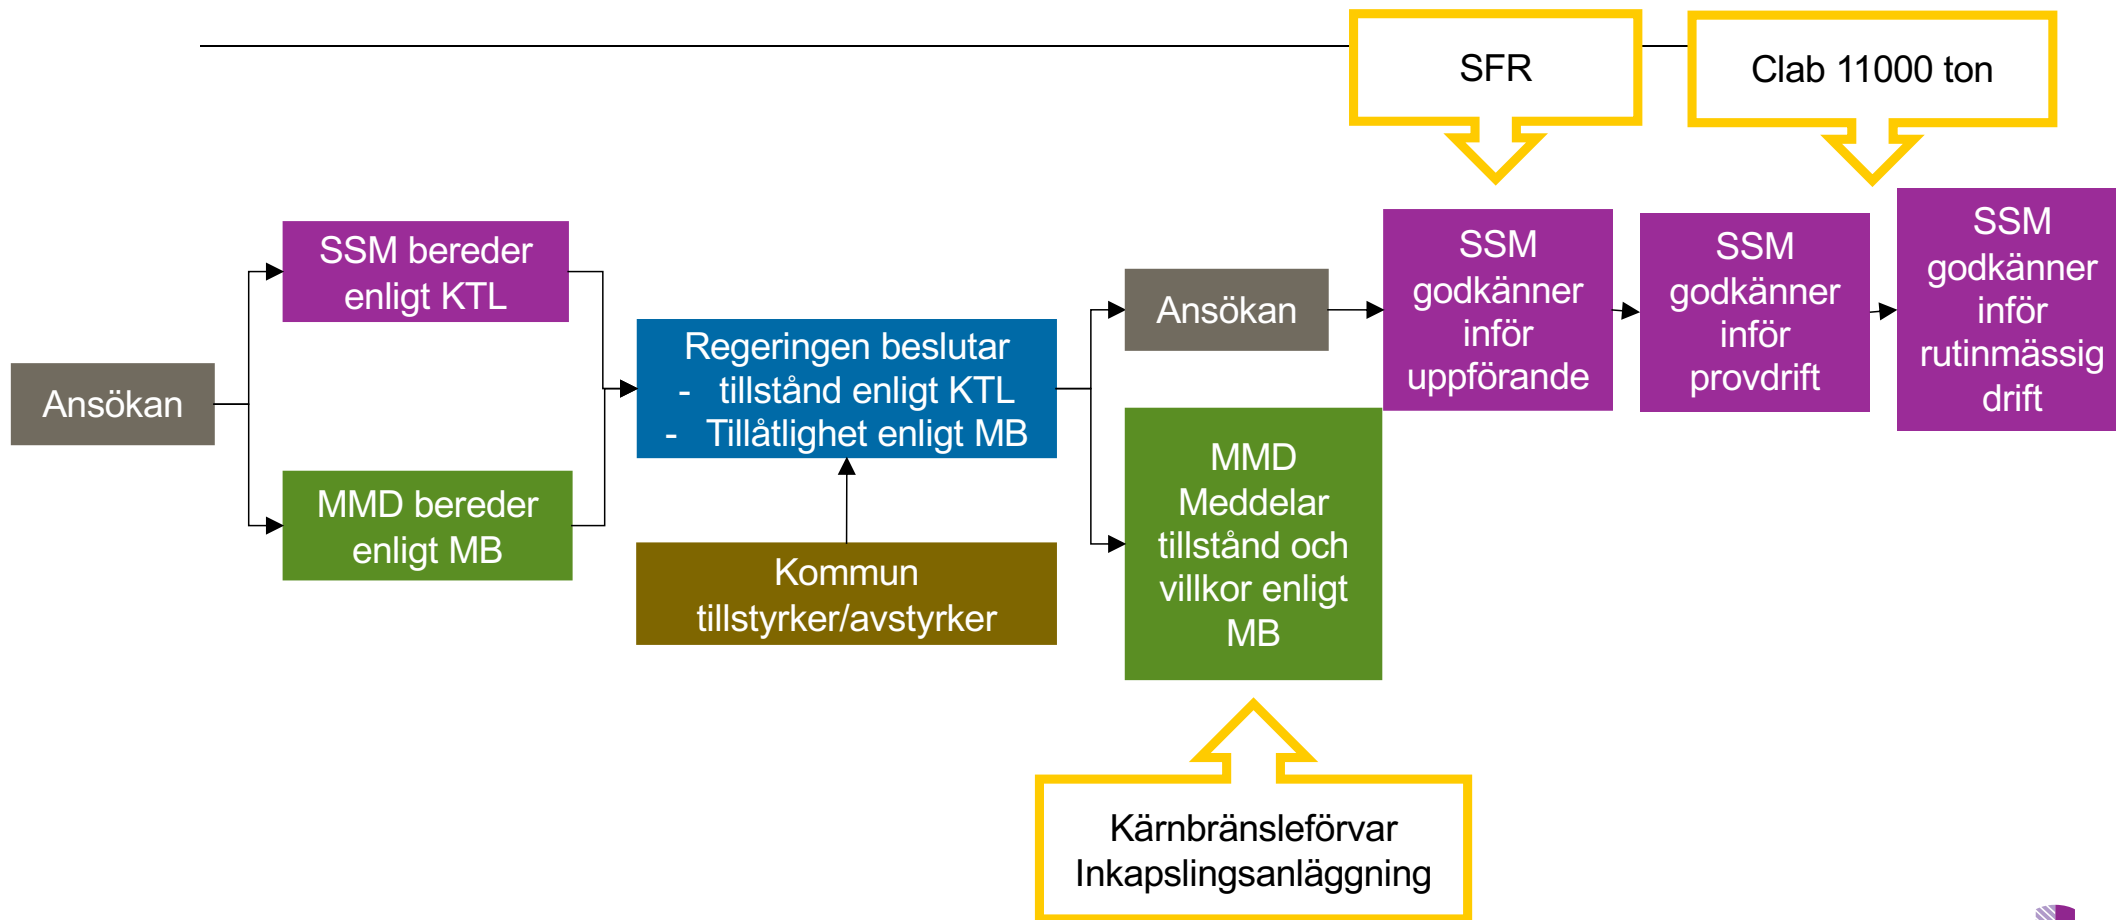 SFR
Clab 11000 ton
Ansökan
SSM bereder
enligt KTL
MMD bereder
enligt MB
Regeringen beslutar
- tillstånd enligt KTL
- Tillåtlighet enligt MB
Kommun
tillstyrker/avstyrker
Ansökan
MMD
Meddelar
tillstånd och
villkor enligt
MB
SSM
godkänner
inför
uppförande
SSM
godkänner
inför
provdrift
SSM
godkänner
inför
rutinmässig
drift
Kärnbränsleförvar
Inkapslingsanläggning